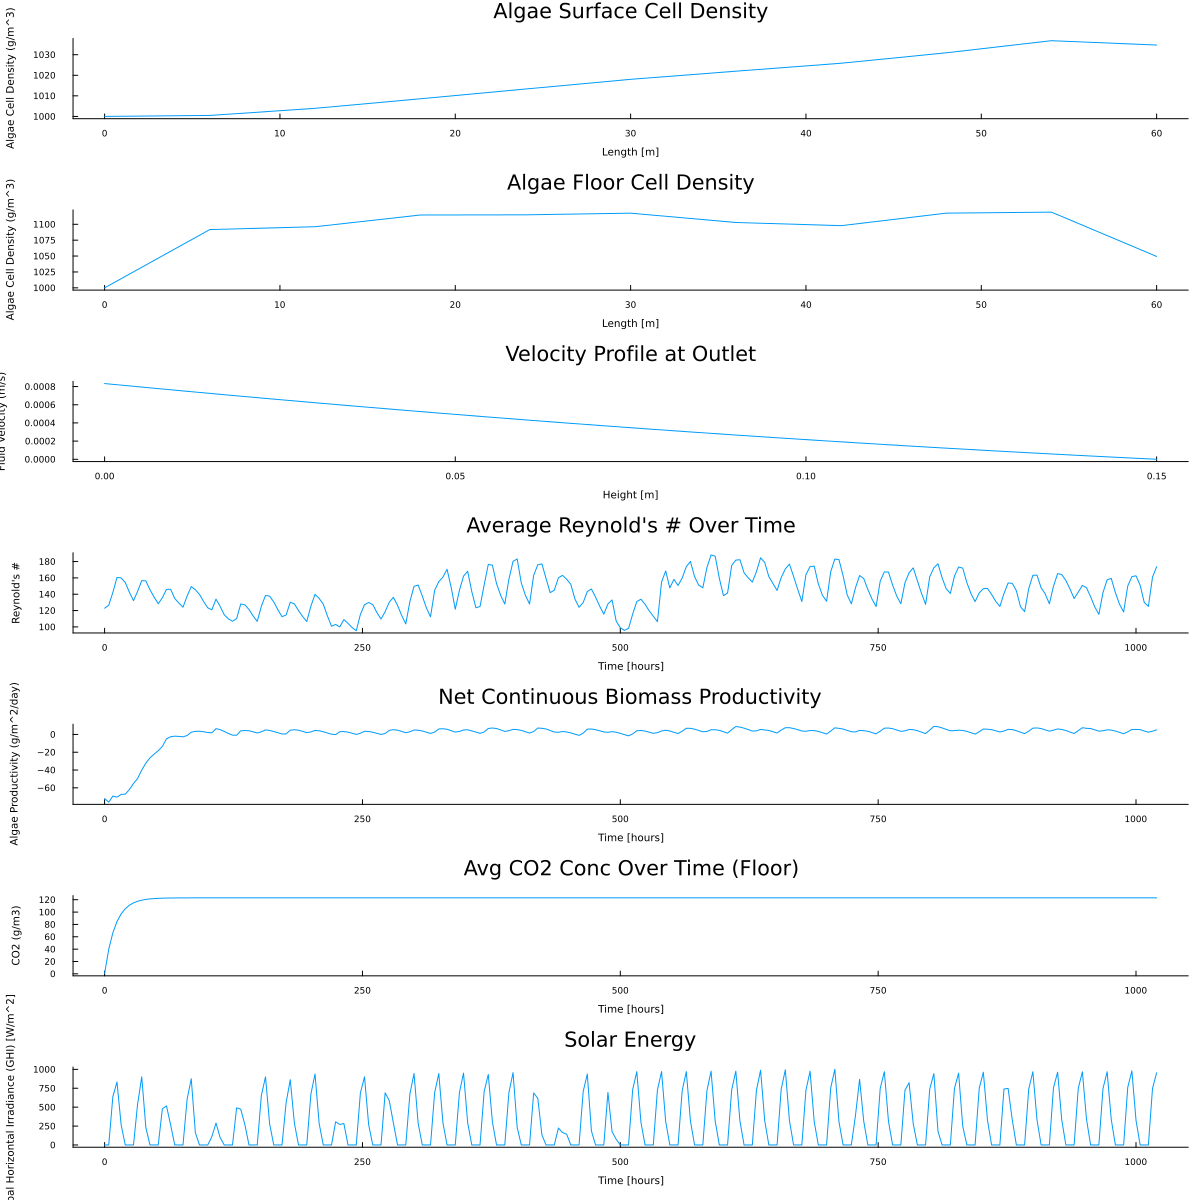 Algae Surface Cell Density
Algae Cell Density (g/m^3)
1030
1020
1010
1000
0 10 20 30 40 50 60
Length [m]
Algae Floor Cell Density
Algae Cell Density (g/m^3)
1100
1075
1050
1025
1000
0 10 20 30 40 50 60
Length [m]
Velocity Profile at Outlet
Velocity (m/s)
0.0008
0.0006
0.0004
0.0002
0.0000
0.00 0.05 0.10 0.15
Height [m]
Average Reynold's # Over Time
Reynold's #
180
160
140
120
100
0 250 500 750 1000
Time [hours]
Net Continuous Biomass Productivity
Algae Productivity (g/m^2/day)
0
−20
−40
−60
0 250 500 750 1000
Time [hours]
Avg CO2 Conc Over Time (Floor)
CO2 (g/m3)
120
100
80
60
40
20
0
0 250 500 750 1000
Time [hours]
Solar Energy
Horizontal Irradiance (GHI) [W/m^2]
1000
750
500
250
0
0 250 500 750 1000
Time [hours]